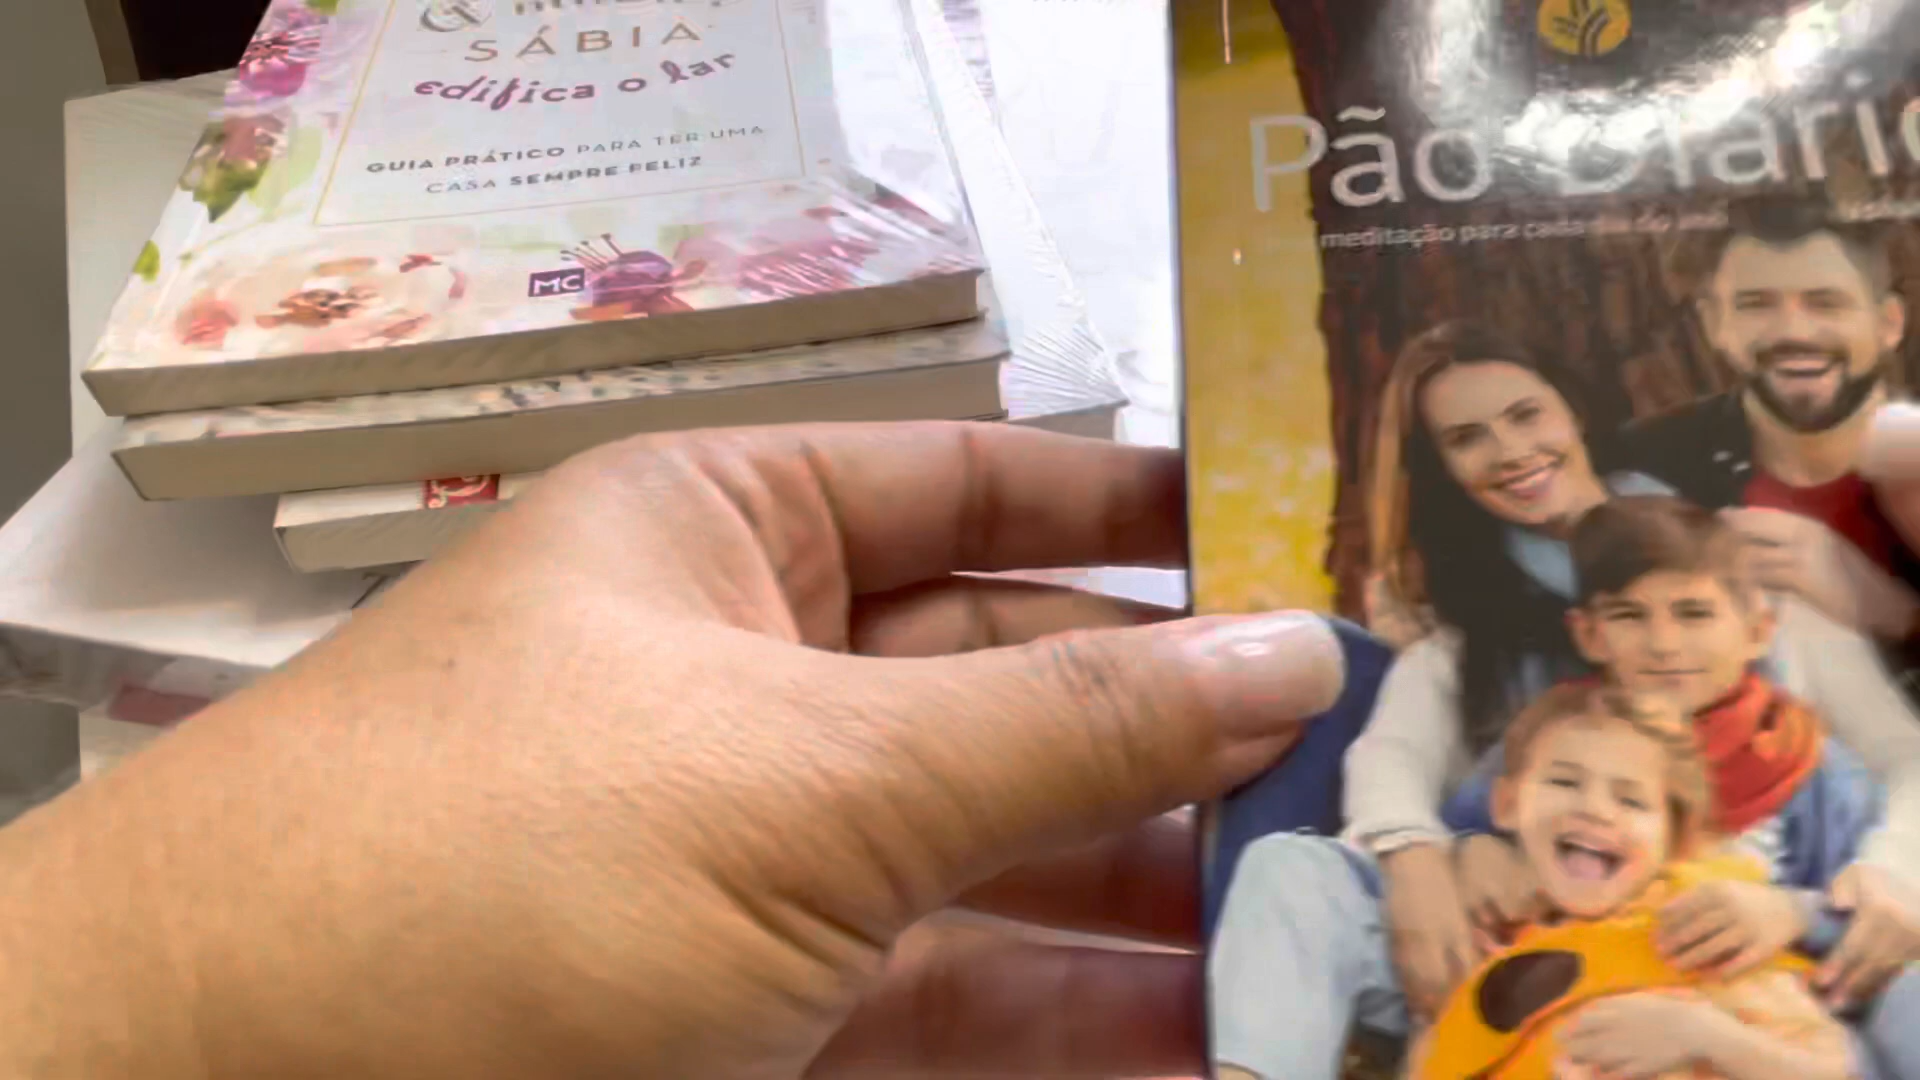 SÁBIA
edifica o lar
GUIA PRÁTICO PARA TER UMA
CASA SEMPRE FELIZ
MC
Pão Diário
meditação para cada dia do ano